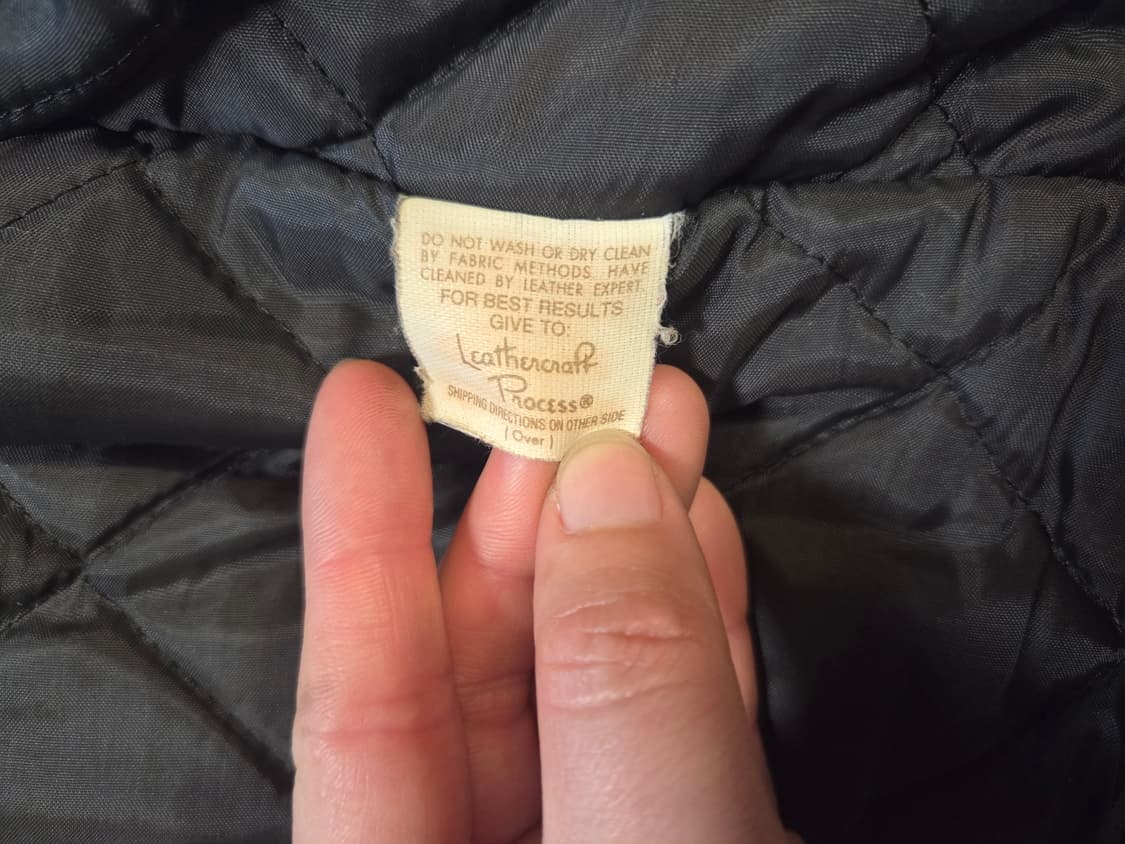 DO NOT WASH OR DRY CLEAN
BY FABRIC METHODS. HAVE
CLEANED BY LEATHER EXPERT.
FOR BEST RESULTS
GIVE TO:
Leathercraft
Process®
SHIPPING DIRECTIONS ON OTHER SIDE
(Over)